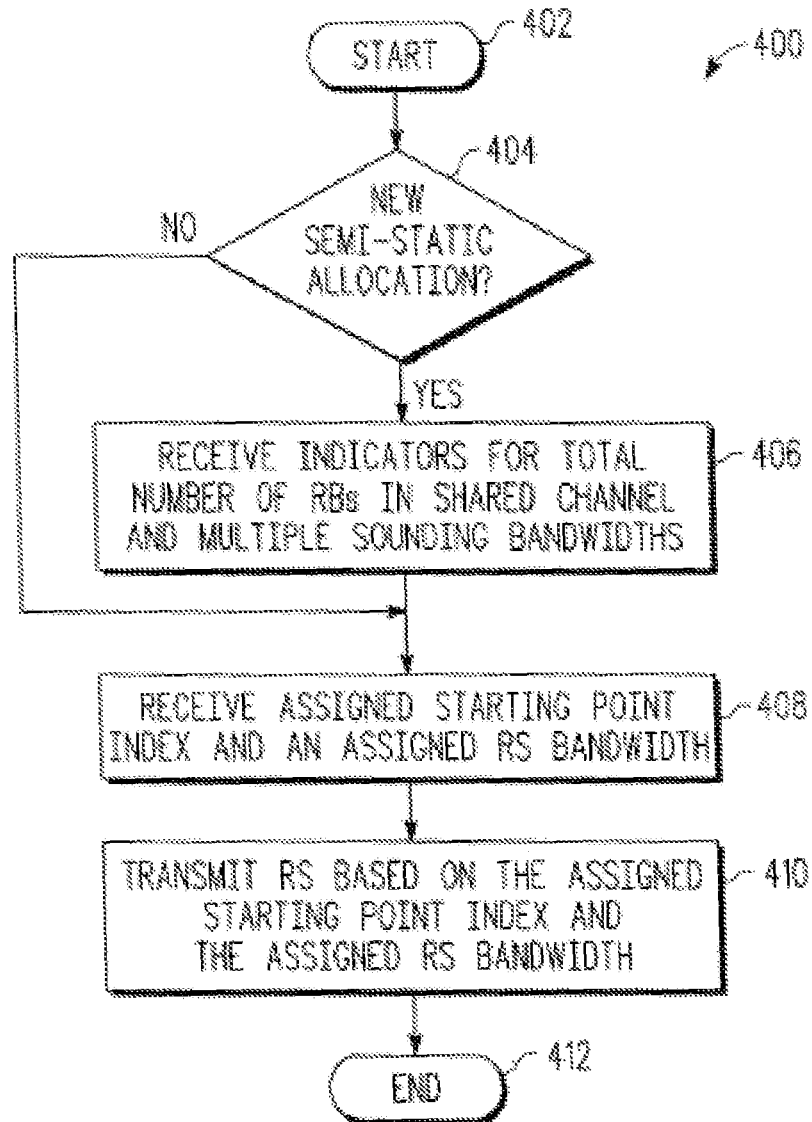 402
START
400
404
NEW
SEMI-STATIC
ALLOCATION?
NO
YES
RECEIVE INDICATORS FOR TOTAL
NUMBER OF RBs IN SHARED CHANNEL
AND MULTIPLE SOUNDING BANDWIDTHS
406
RECEIVE ASSIGNED STARTING POINT
INDEX AND AN ASSIGNED RS BANDWIDTH
408
TRANSMIT RS BASED ON THE ASSIGNED
STARTING POINT INDEX AND
THE ASSIGNED RS BANDWIDTH
410
END
412